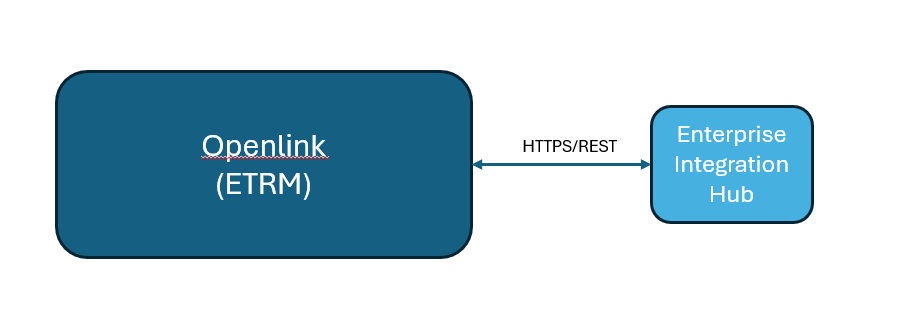 Openlink
(ETRM)
HTTPS/REST
Enterprise
Integration
Hub